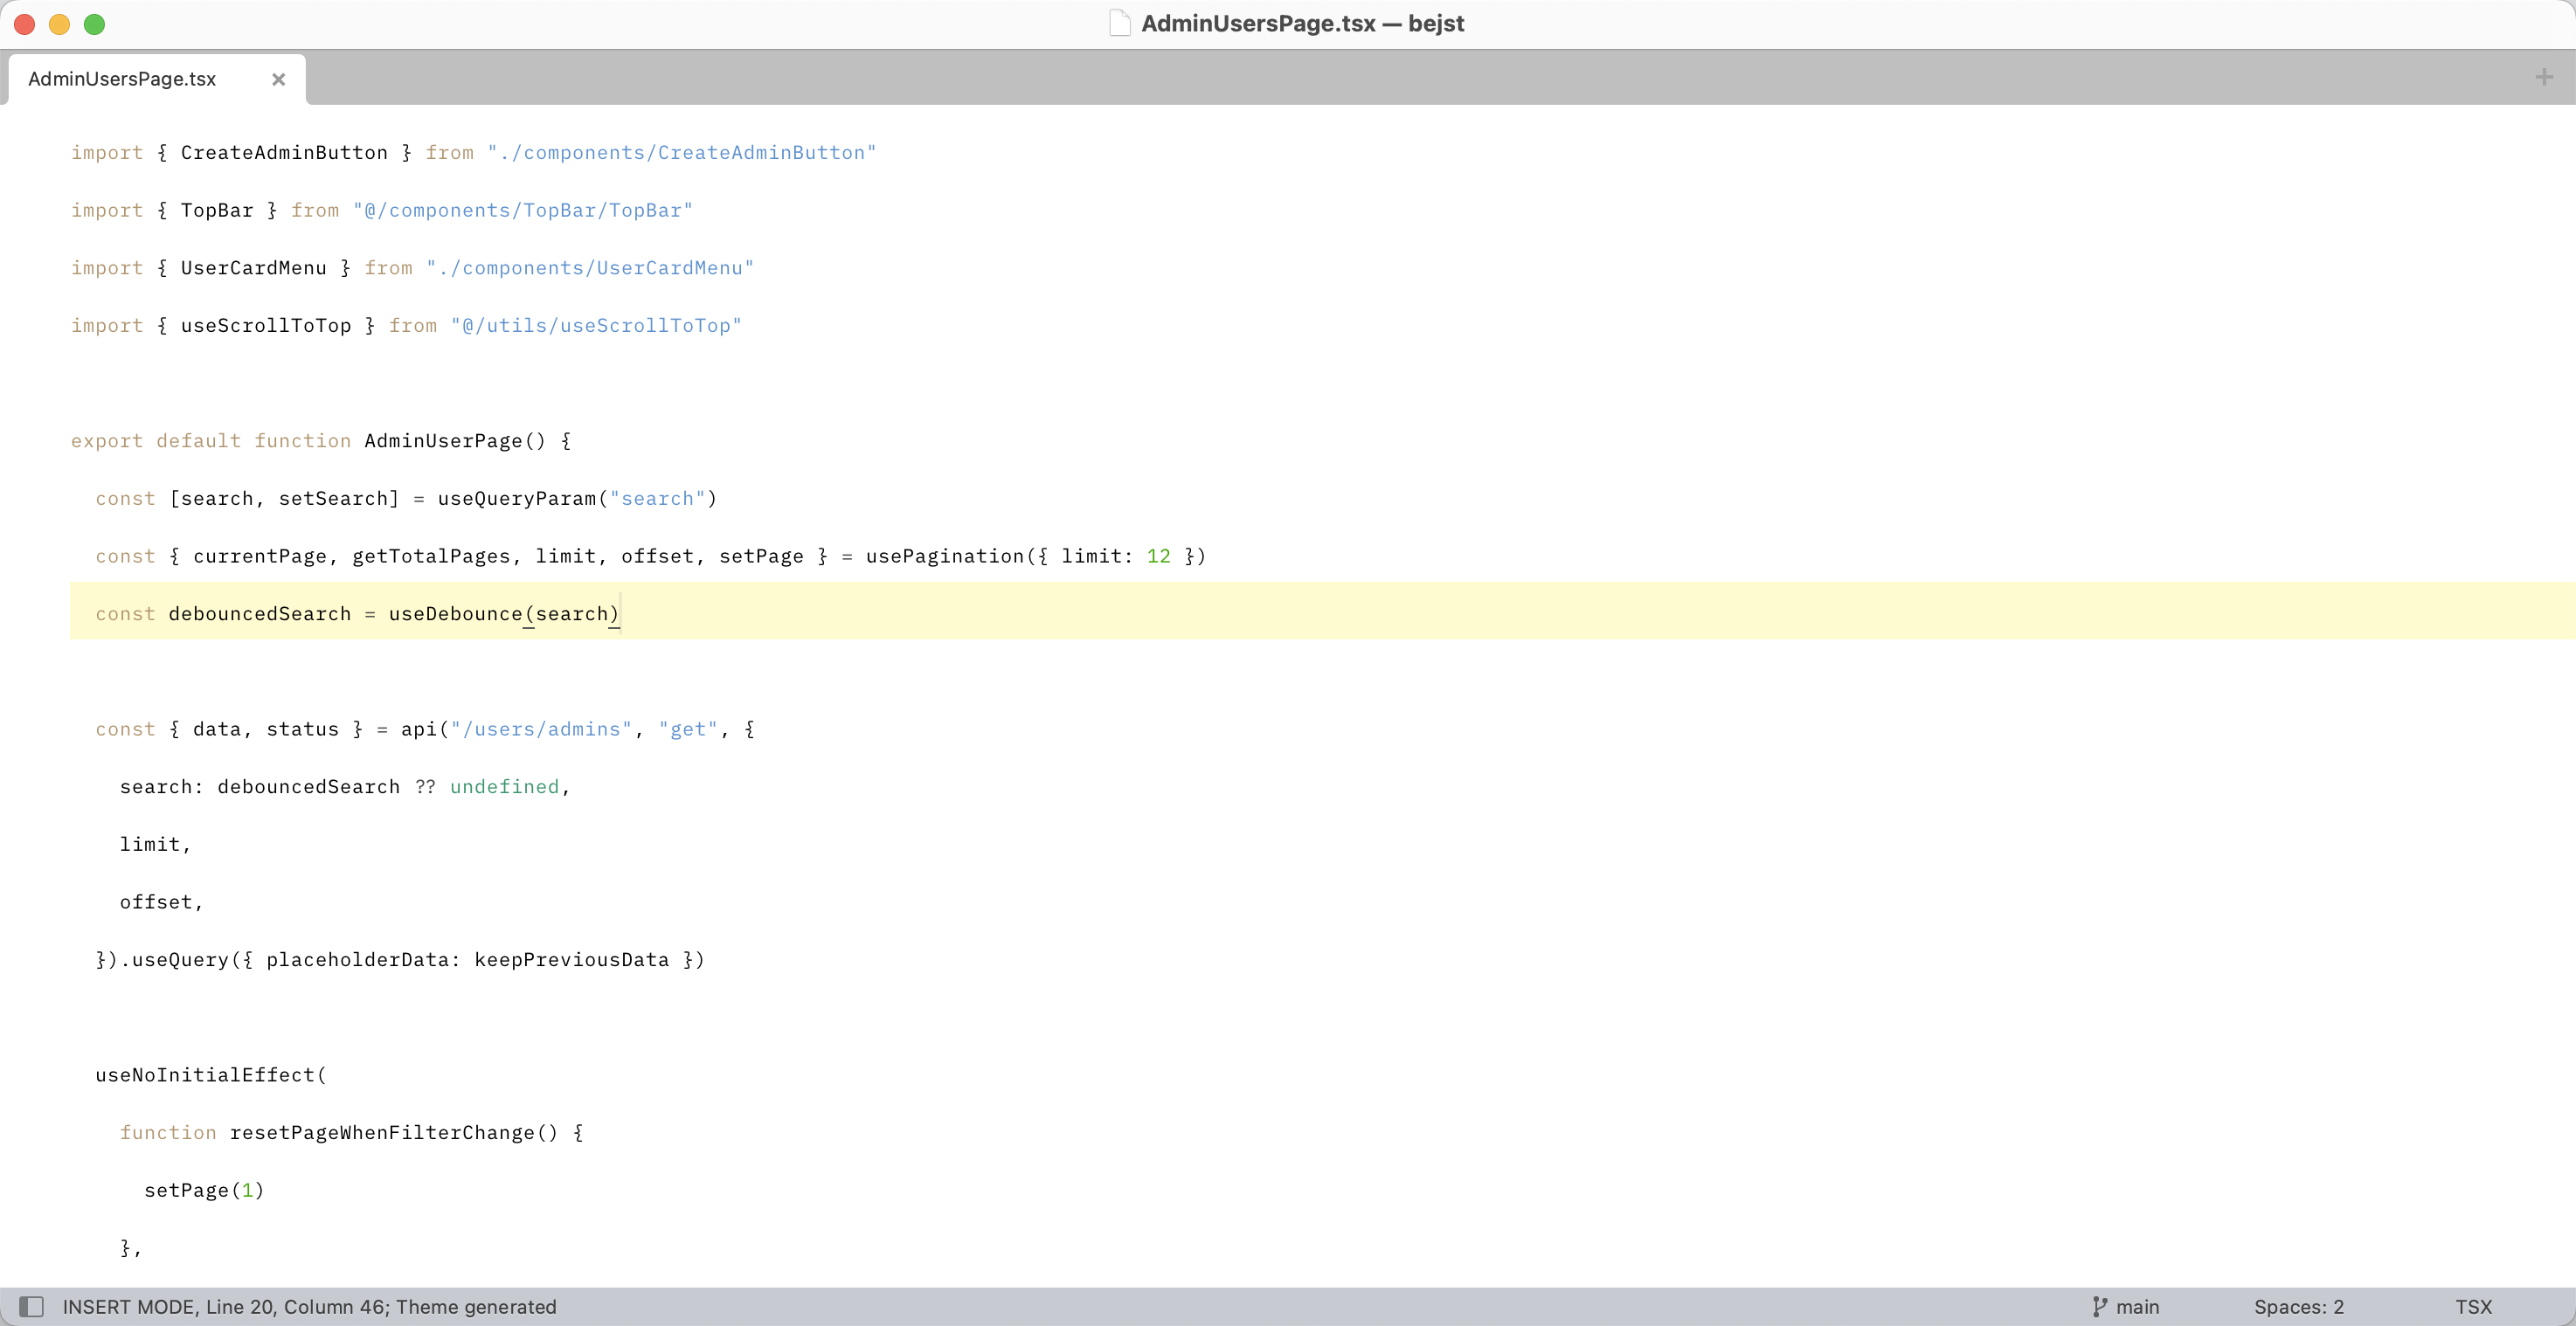 AdminUsersPage.tsx — bejst
AdminUsersPage.tsx
import { CreateAdminButton } from "./components/CreateAdminButton"
import { TopBar } from "@/components/TopBar/TopBar"
import { UserCardMenu } from "./components/UserCardMenu"
import { useScrollToTop } from "@/utils/useScrollToTop"
export default function AdminUserPage() {
const [search, setSearch] = useQueryParam("search")
const { currentPage, getTotalPages, limit, offset, setPage } = usePagination({ limit: 12 })
const debouncedSearch = useDebounce(search)
const { data, status } = api("/users/admins", "get", {
search: debouncedSearch ?? undefined,
limit,
offset,
}).useQuery({ placeholderData: keepPreviousData })
useNoInitialEffect(
function resetPageWhenFilterChange() {
setPage(1)
},
INSERT MODE, Line 20, Column 46; Theme generated
main
Spaces: 2
TSX